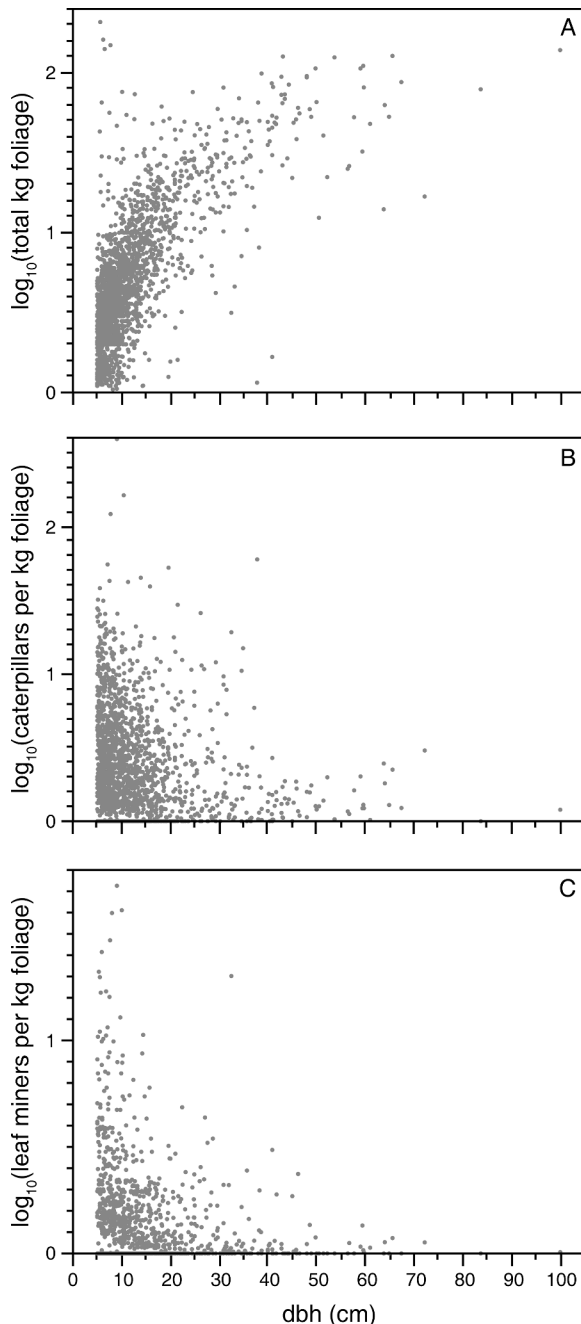 A
log10(total kg foliage)
2
1
0
B
log10(caterpillars per kg foliage)
2
1
0
C
log10(leaf miners per kg foliage)
1
0
0 10 20 30 40 50 60 70 80 90 100
dbh (cm)